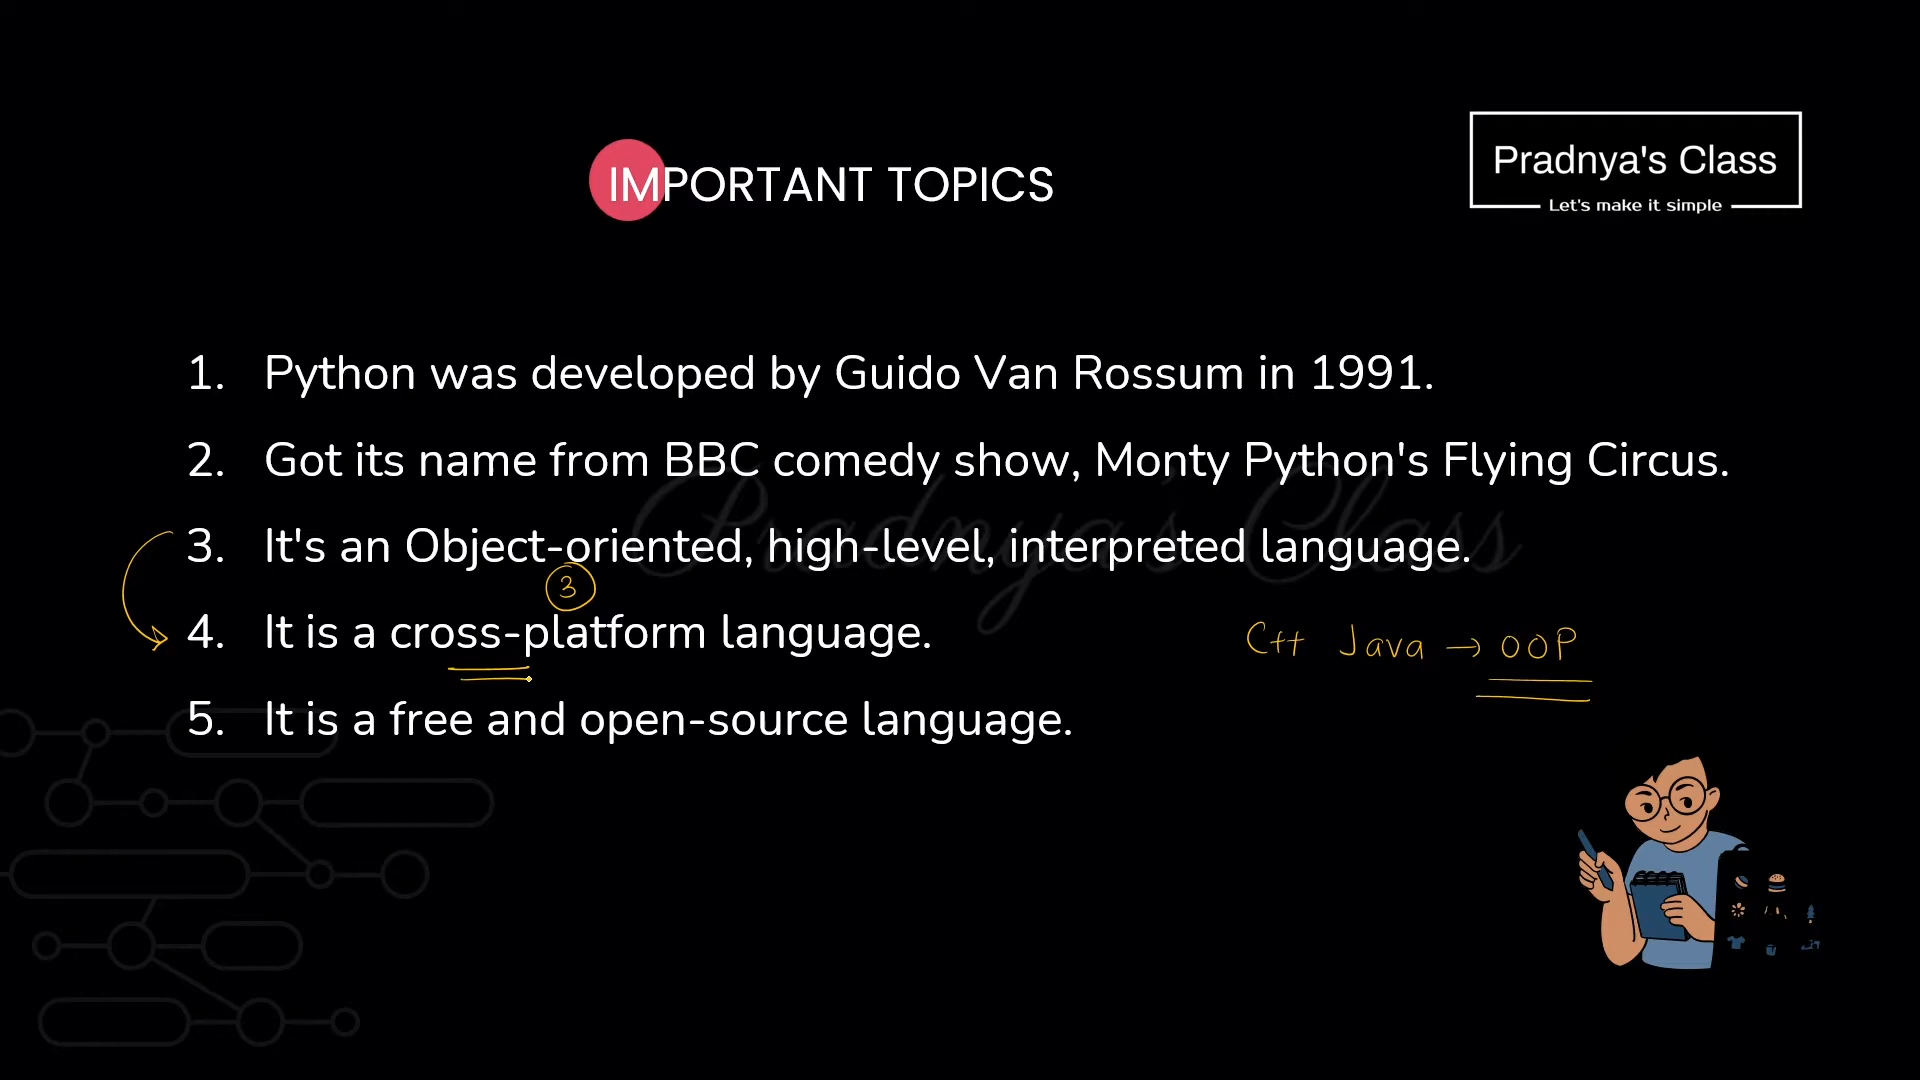 Pradnya's Class
Let's make it simple
IMPORTANT TOPICS
1. Python was developed by Guido Van Rossum in 1991.
2. Got its name from BBC comedy show, Monty Python's Flying Circus.
Pradnya's Class
3. It's an Object-oriented, high-level, interpreted language.
3
4. It is a cross-platform language.
C++ Java → OOP
5. It is a free and open-source language.